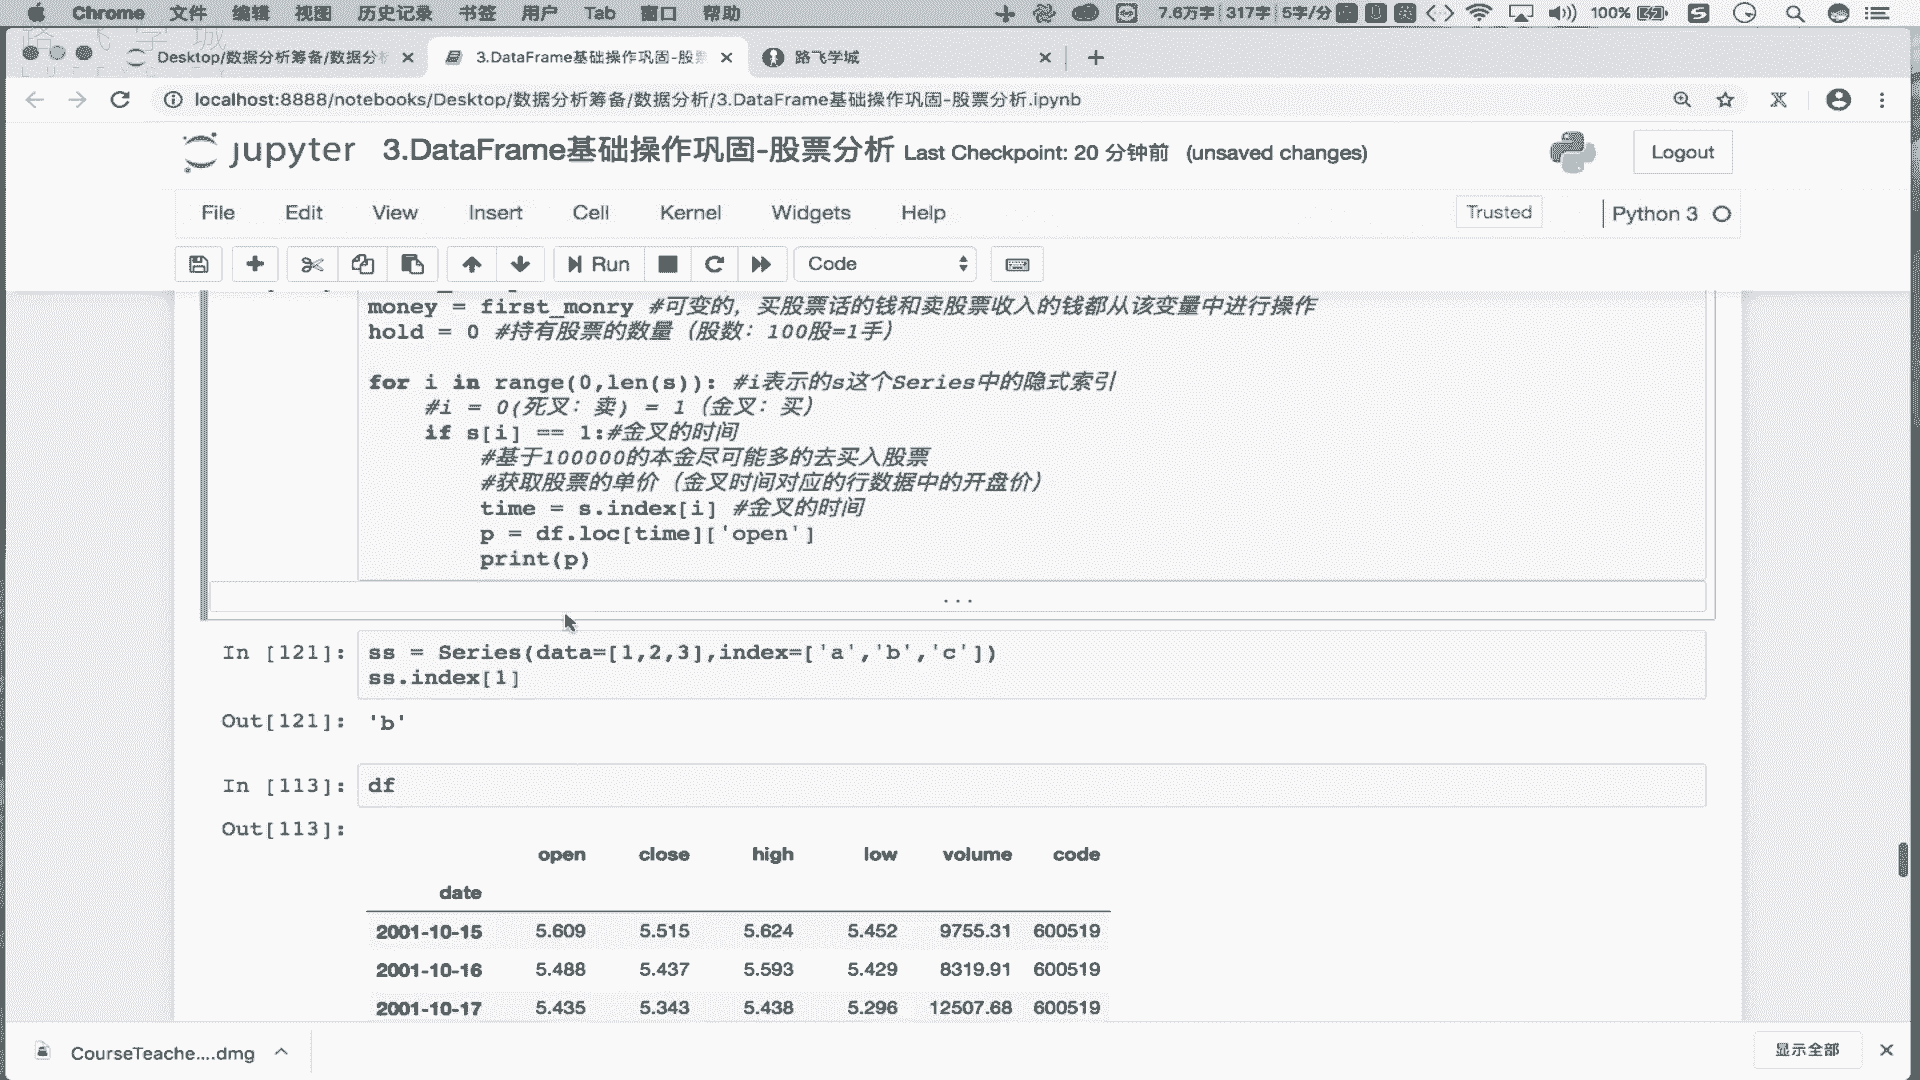 Chrome 文件 编辑 视图 历史记录 书签 用户 Tab 窗口 帮助 7.6万字 317字 5字/分 100%
Desktop/数据分析筹备/数据分析 3.DataFrame基础操作巩固-股票 路飞学城
localhost:8888/notebooks/Desktop/数据分析筹备/数据分析/3.DataFrame基础操作巩固-股票分析.ipynb
jupyter 3.DataFrame基础操作巩固-股票分析 Last Checkpoint: 20 分钟前 (unsaved changes) Logout
File Edit View Insert Cell Kernel Widgets Help Trusted Python 3
Run Code
money = first_monry #可变的，买股票话的钱和卖股票收入的钱都从该变量中进行操作
hold = 0 #持有股票的数量（股数：100股=1手）
for i in range(0,len(s)): #i表示的s这个Series中的隐式索引
#i = 0(死叉：卖) = 1（金叉：买）
if s[i] == 1:#金叉的时间
#基于100000的本金尽可能多的去买入股票
#获取股票的单价（金叉时间对应的行数据中的开盘价）
time = s.index[i] #金叉的时间
p = df.loc[time]['open']
print(p)
...
In [121]: ss = Series(data=[1,2,3],index=['a','b','c'])
ss.index[1]
Out[121]: 'b'
In [113]: df
Out[113]:
open close high low volume code
date
2001-10-15 5.609 5.515 5.624 5.452 9755.31 600519
2001-10-16 5.488 5.437 5.593 5.429 8319.91 600519
2001-10-17 5.435 5.343 5.438 5.296 12507.68 600519
CourseTeache....dmg 显示全部